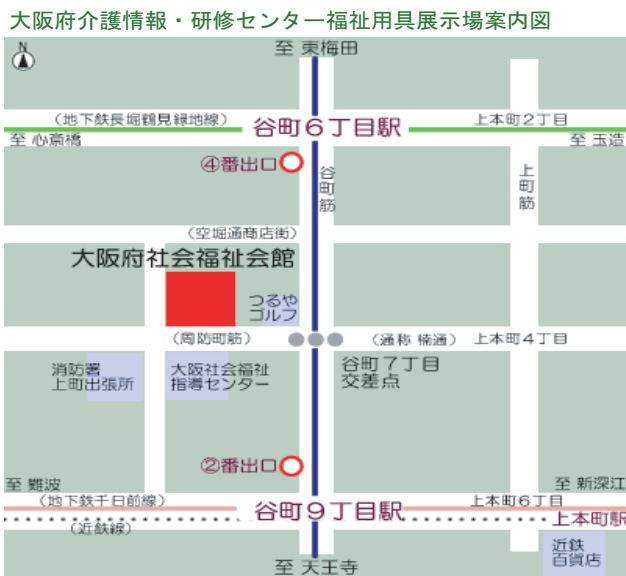 大阪府介護情報・研修センター福祉用具展示場案内図
N
至 東梅田
(地下鉄長堀鶴見緑地線)
谷町6丁目駅
上本町2丁目
至 心斎橋
至 玉造
④番出口
谷町筋
上町筋
(空堀通商店街)
大阪府社会福祉会館
つるや
ゴルフ
(周防町筋)
(通称 楠通)
上本町4丁目
消防署
上町出張所
大阪社会福祉
指導センター
谷町7丁目
交差点
②番出口
至 難波
至 新深江
(地下鉄千日前線)
谷町9丁目駅
上本町6丁目
上本町駅
(近鉄線)
近鉄
百貨店
至 天王寺